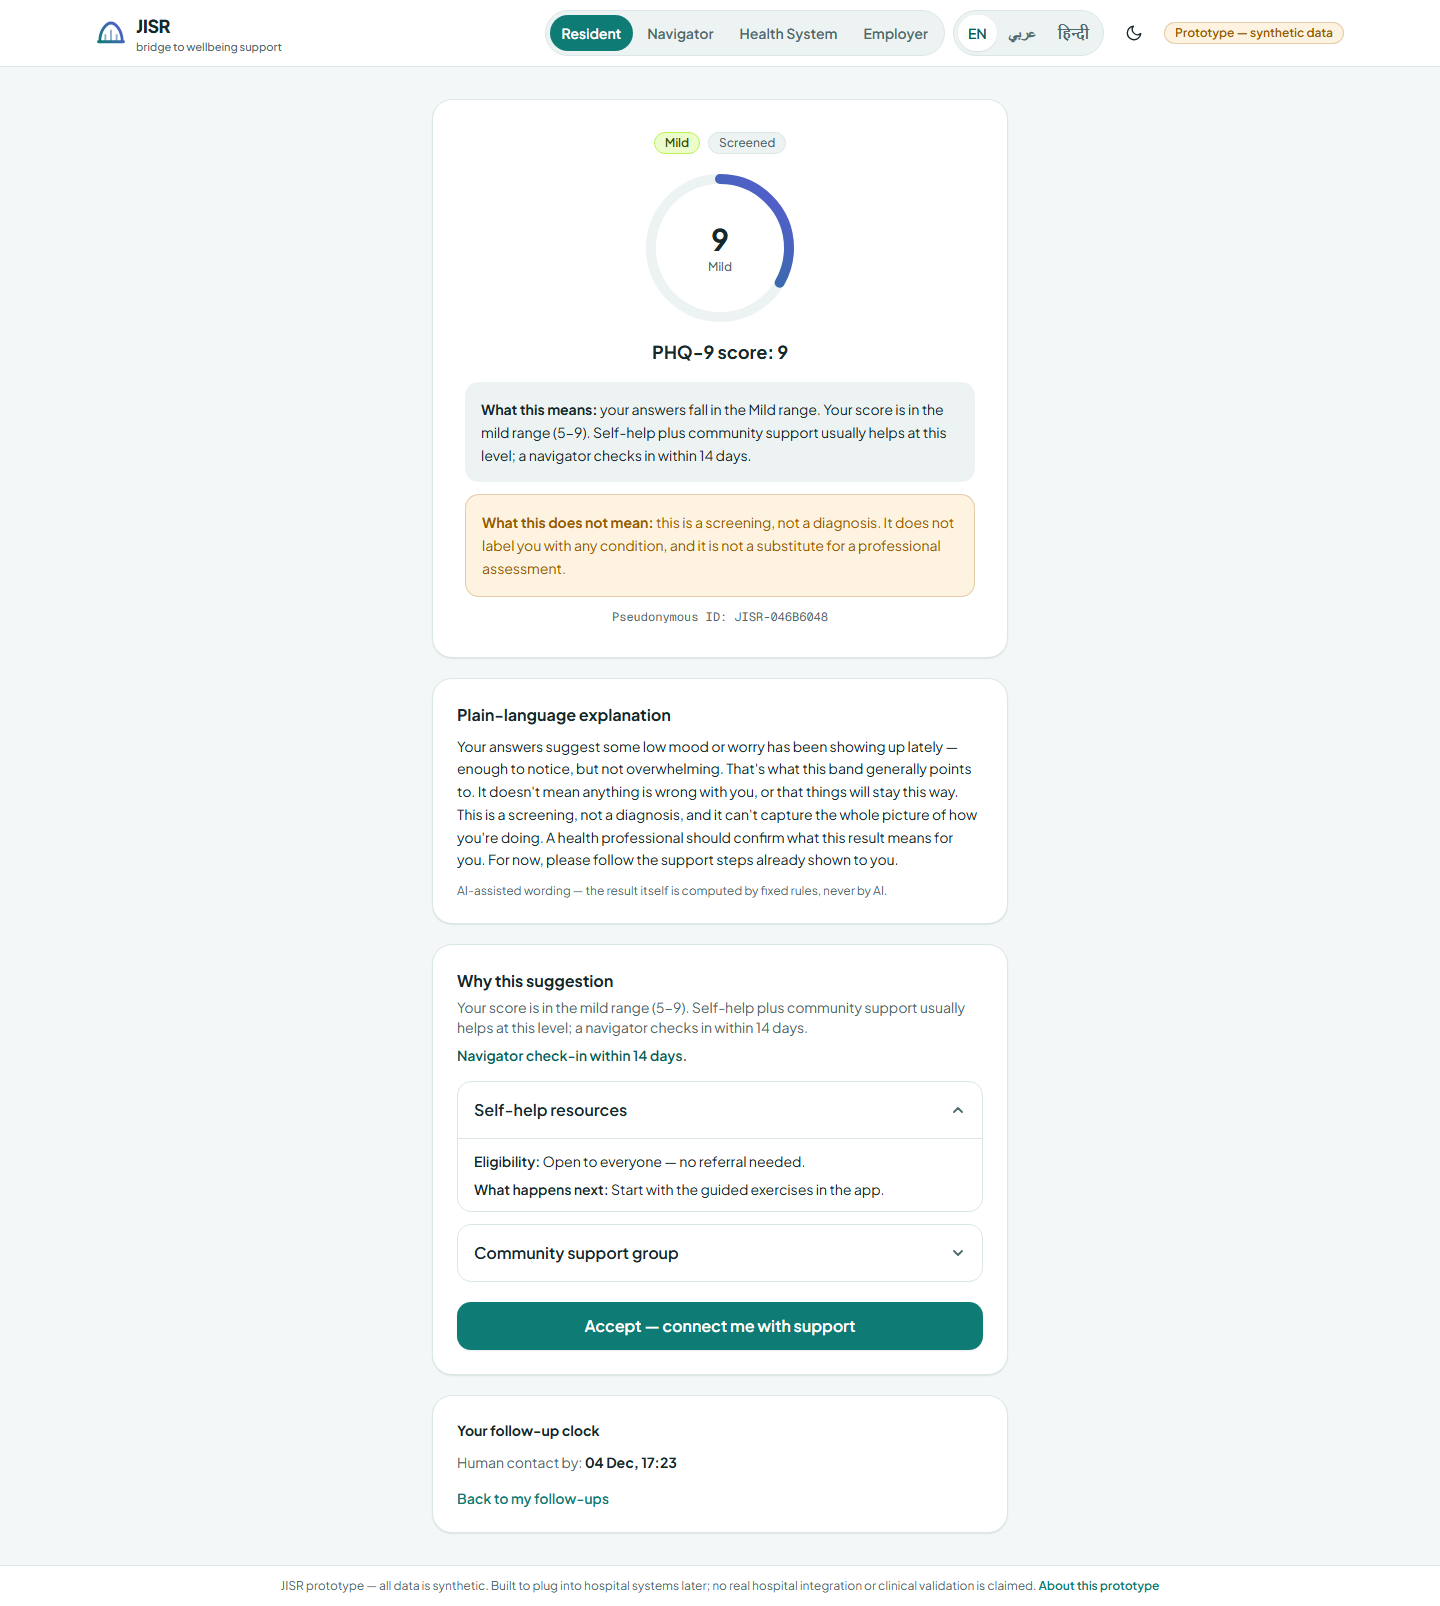 JISR
bridge to wellbeing support
Resident Navigator Health System Employer
EN عربي हिन्दी
Prototype — synthetic data
Mild Screened
9
Mild
PHQ-9 score: 9
What this means: your answers fall in the Mild range. Your score is in the
mild range (5–9). Self-help plus community support usually helps at this
level; a navigator checks in within 14 days.
What this does not mean: this is a screening, not a diagnosis. It does not
label you with any condition, and it is not a substitute for a professional
assessment.
Pseudonymous ID: JISR-046B6048
Plain-language explanation
Your answers suggest some low mood or worry has been showing up lately —
enough to notice, but not overwhelming. That's what this band generally points
to. It doesn't mean anything is wrong with you, or that things will stay this way.
This is a screening, not a diagnosis, and it can't capture the whole picture of how
you're doing. A health professional should confirm what this result means for
you. For now, please follow the support steps already shown to you.
AI-assisted wording — the result itself is computed by fixed rules, never by AI.
Why this suggestion
Your score is in the mild range (5–9). Self-help plus community support usually
helps at this level; a navigator checks in within 14 days.
Navigator check-in within 14 days.
Self-help resources
Eligibility: Open to everyone — no referral needed.
What happens next: Start with the guided exercises in the app.
Community support group
Accept — connect me with support
Your follow-up clock
Human contact by: 04 Dec, 17:23
Back to my follow-ups
JISR prototype — all data is synthetic. Built to plug into hospital systems later; no real hospital integration or clinical validation is claimed. About this prototype